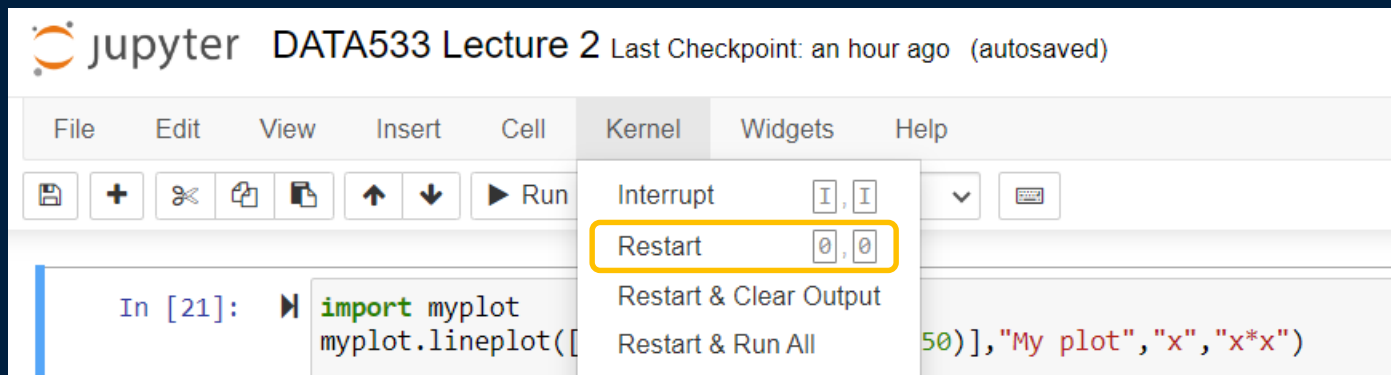 jupyter DATA533 Lecture 2 Last Checkpoint: an hour ago (autosaved)
File Edit View Insert Cell Kernel Widgets Help
Run
Interrupt I,I
Restart 0,0
Restart & Clear Output
Restart & Run All
In [21]: import myplot
myplot.lineplot([ 50)],"My plot","x","x*x")